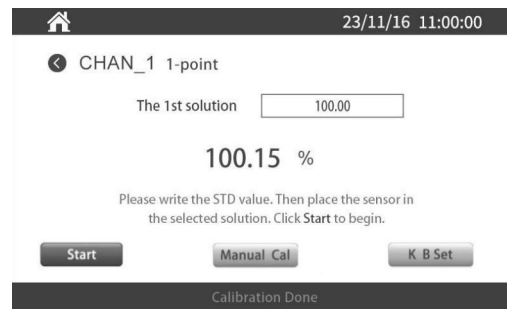 23/11/16 11:00:00
CHAN_1 1-point
The 1st solution 100.00
100.15 %
Please write the STD value. Then place the sensor in
the selected solution. Click Start to begin.
Start Manual Cal K B Set
Calibration Done